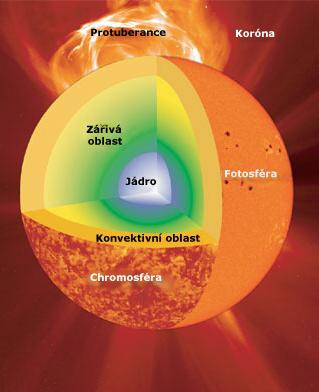 Protuberance
Koróna
Zářivá
oblast
Jádro
Fotosféra
Konvektivní oblast
Chromosféra